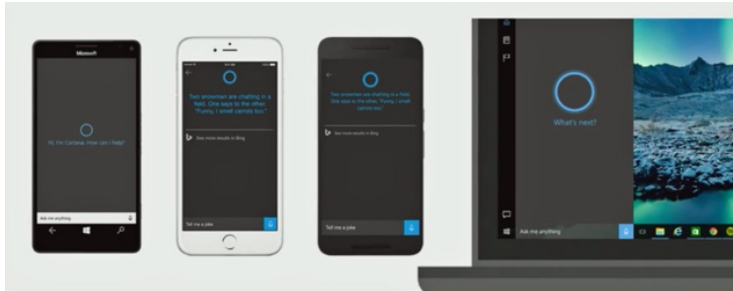 Microsoft
Hi, I'm Cortana. How can I help?
Ask me anything
Two snowmen are chatting in a
field. One says to the other,
"Funny, I smell carrots too."
See more results in Bing
Tell me a joke
Two snowmen are chatting in a
field. One says to the other,
"Funny, I smell
carrots too."
See more results in Bing
Tell me a joke
What's next?
Ask me anything